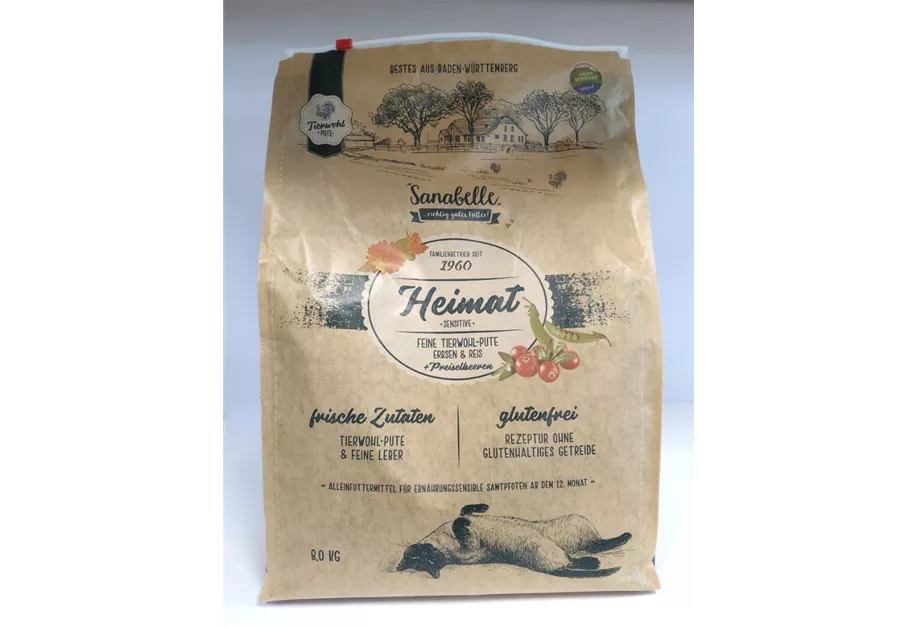 BESTES AUS BADEN-WÜRTTEMBERG
Tierwohl
• PUTE •
Sanabelle
...richtig gutes Futter!
FAMILIENBETRIEB SEIT
1960
Heimat
• SENSITIVE •
FEINE TIERWOHL-PUTE
ERBSEN & REIS
+Preiselbeeren
frische Zutaten
TIERWOHL-PUTE
& FEINE LEBER
glutenfrei
REZEPTUR OHNE
GLUTENHALTIGES GETREIDE
ALLEINFUTTERMITTEL FÜR ERNÄHRUNGSSENSIBLE SAMTPFOTEN AB DEM 12. MONAT
8,0 KG